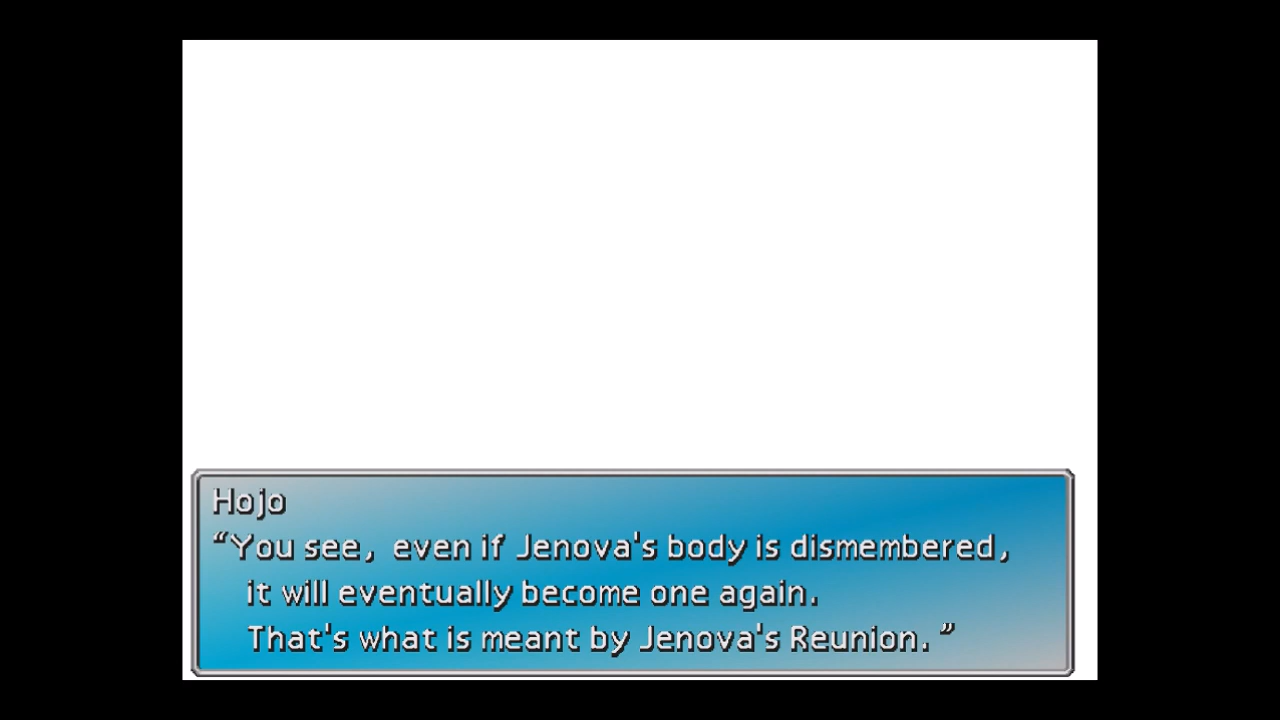 Hojo
“You see, even if Jenova's body is dismembered,
it will eventually become one again.
That's what is meant by Jenova's Reunion.”